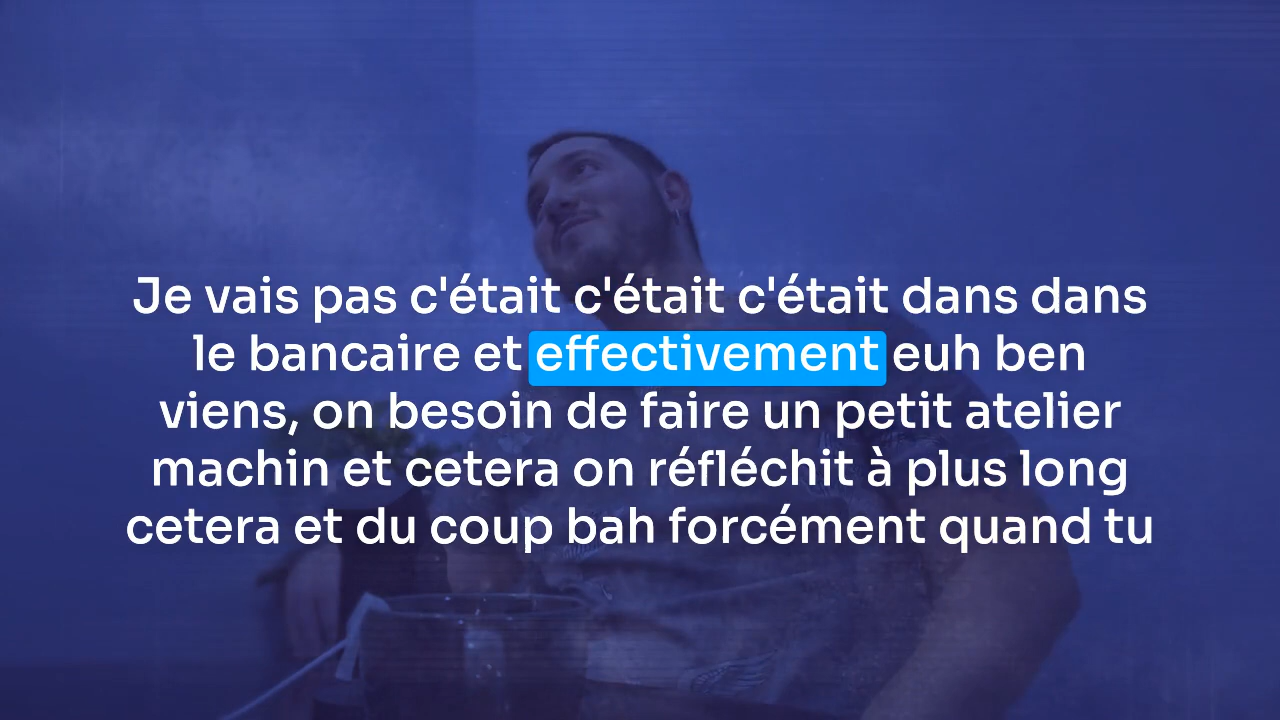 Je vais pas c'était c'était c'était dans dans
le bancaire et effectivement euh ben
viens, on besoin de faire un petit atelier
machin et cetera on réfléchit à plus long
cetera et du coup bah forcément quand tu